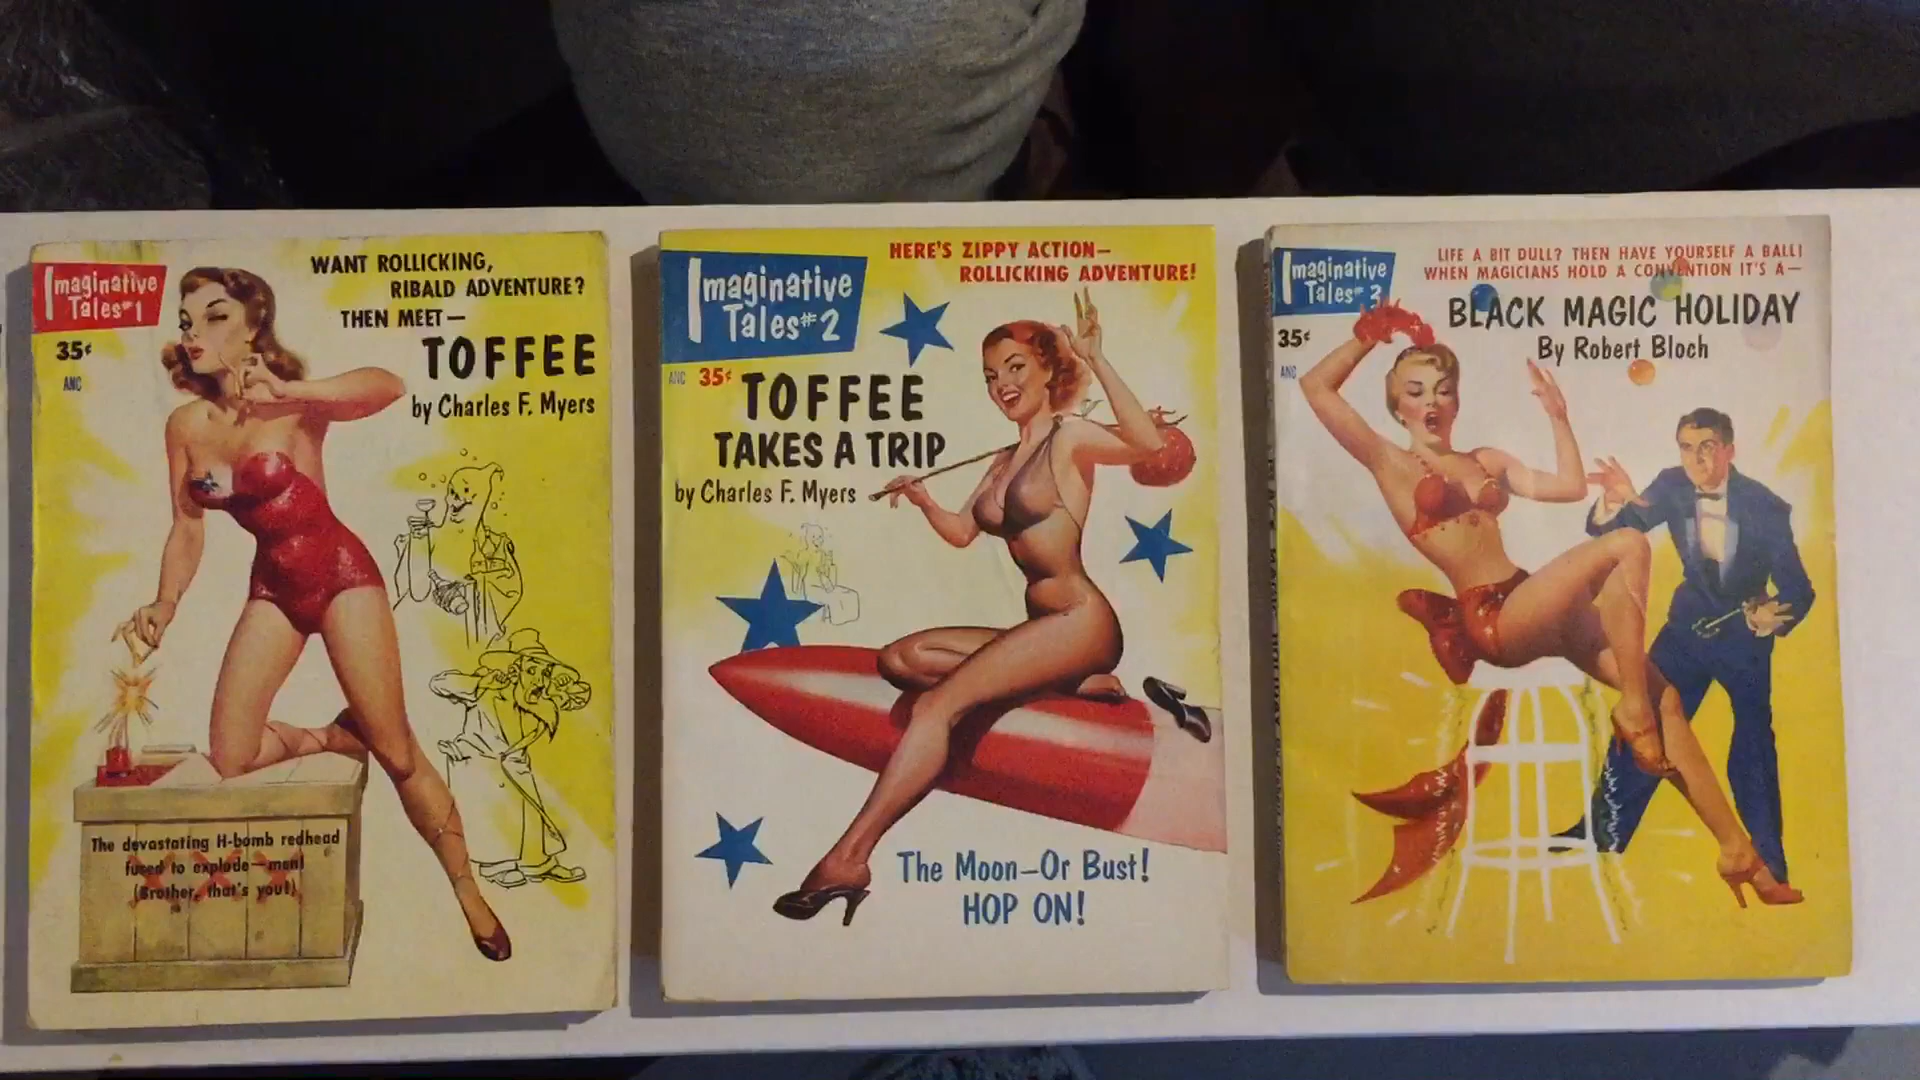 Imaginative
Tales #1
35¢
ANC
WANT ROLLICKING,
RIBALD ADVENTURE?
THEN MEET—
TOFFEE
by Charles F. Myers
The devastating H-bomb redhead
fused to explode—men!
(Brother, that's you!)
Imaginative
Tales #2
HERE'S ZIPPY ACTION—
ROLLICKING ADVENTURE!
ANC 35¢
TOFFEE
TAKES A TRIP
by Charles F. Myers
The Moon—Or Bust!
HOP ON!
Imaginative
Tales #3
35¢
ANC
LIFE A BIT DULL? THEN HAVE YOURSELF A BALL!
WHEN MAGICIANS HOLD A CONVENTION IT'S A—
BLACK MAGIC HOLIDAY
By Robert Bloch